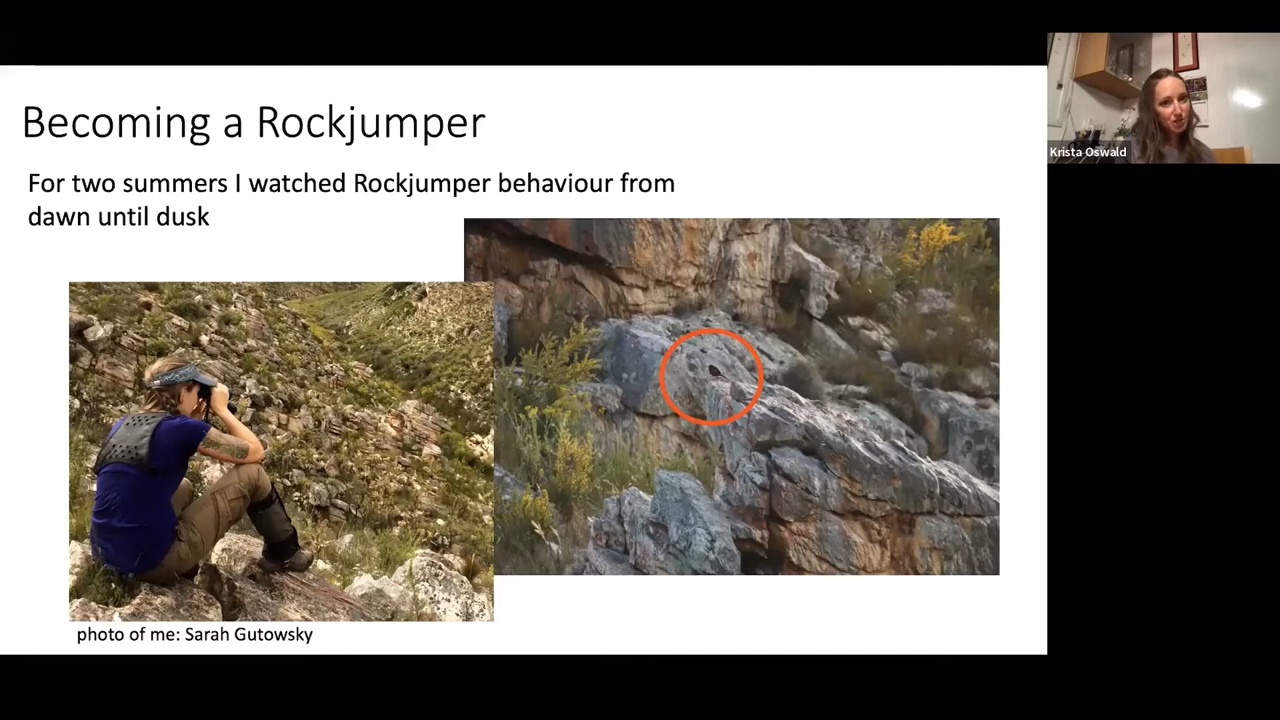 Becoming a Rockjumper
For two summers I watched Rockjumper behaviour from
dawn until dusk
photo of me: Sarah Gutowsky
Krista Oswald